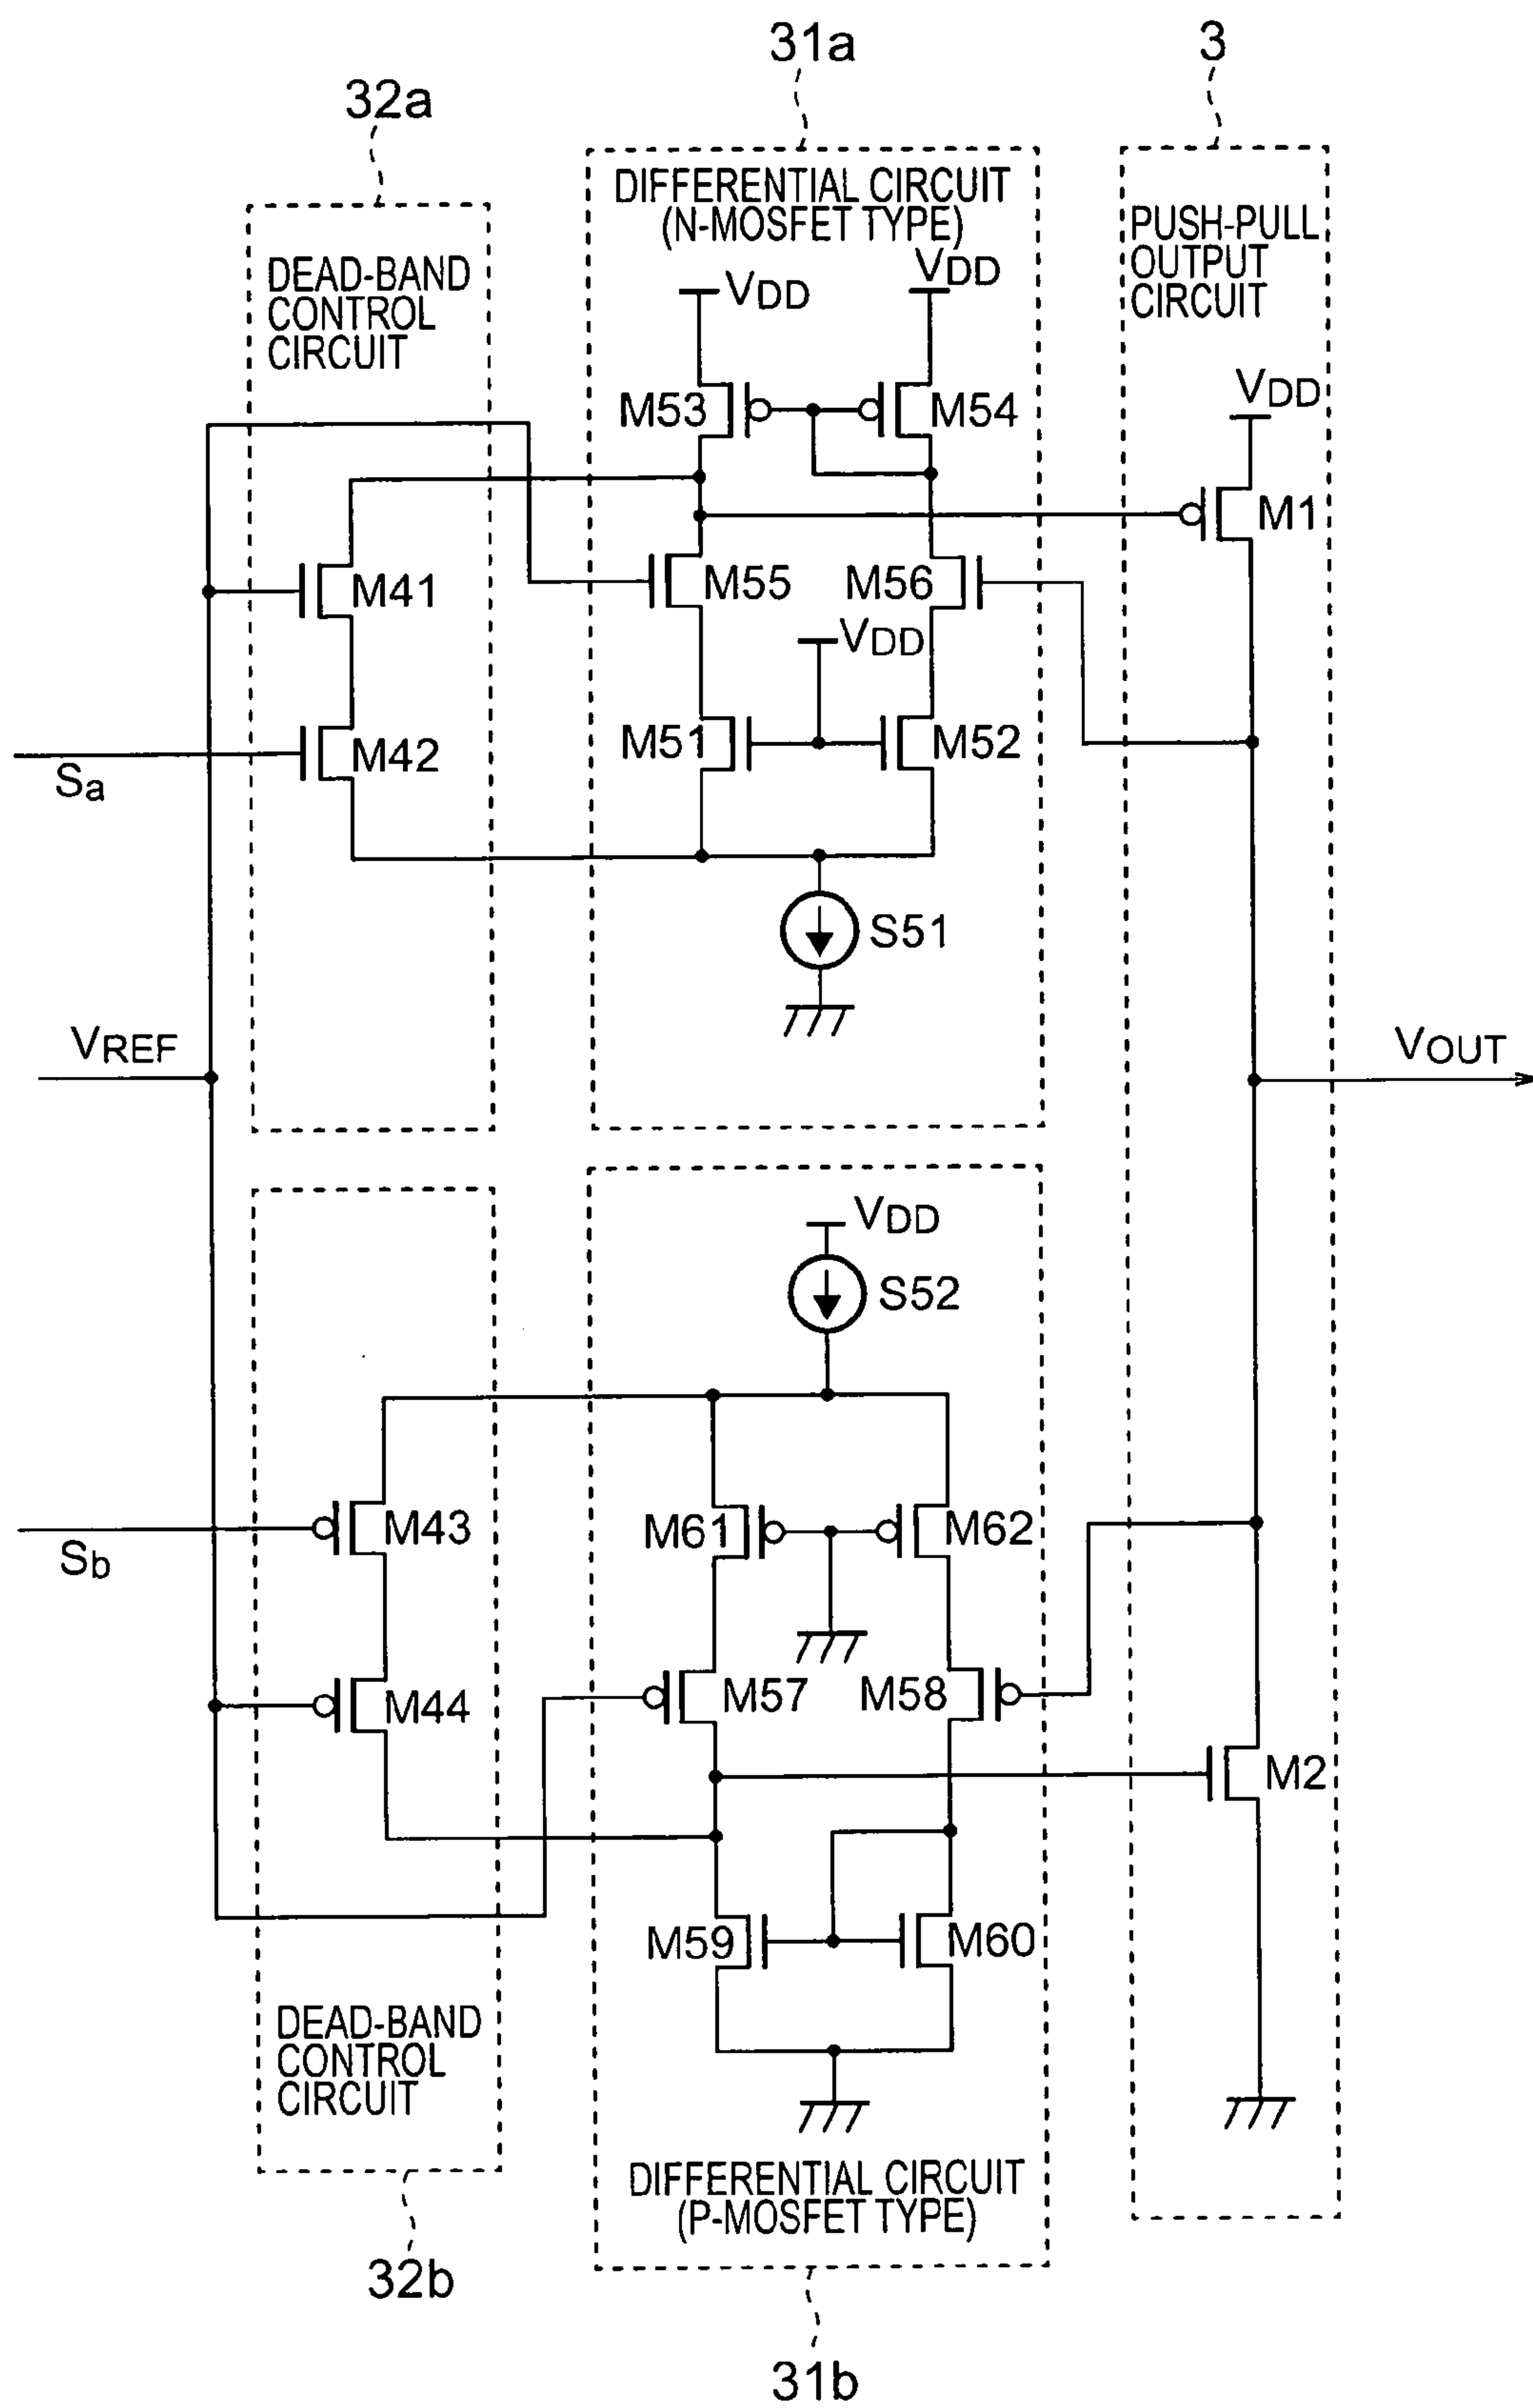 31a
3
32a
DIFFERENTIAL CIRCUIT
(N-MOSFET TYPE)
PUSH-PULL
OUTPUT
CIRCUIT
DEAD-BAND
CONTROL
CIRCUIT
VDD
VDD
VDD
M53
M54
M1
M41
M55
M56
VDD
M42
M51
M52
Sa
S51
VREF
VOUT
VDD
S52
M43
M61
M62
Sb
M44
M57
M58
M2
M59
M60
DEAD-BAND
CONTROL
CIRCUIT
DIFFERENTIAL CIRCUIT
(P-MOSFET TYPE)
32b
31b